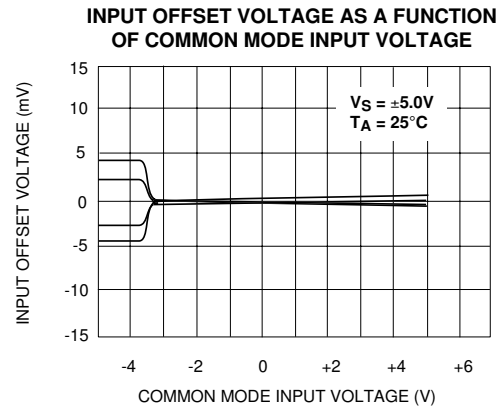 INPUT OFFSET VOLTAGE AS A FUNCTION
OF COMMON MODE INPUT VOLTAGE
INPUT OFFSET VOLTAGE (mV)
15
10
5
0
-5
-10
-15
VS = ±5.0V
TA = 25°C
-4 -2 0 +2 +4 +6
COMMON MODE INPUT VOLTAGE (V)